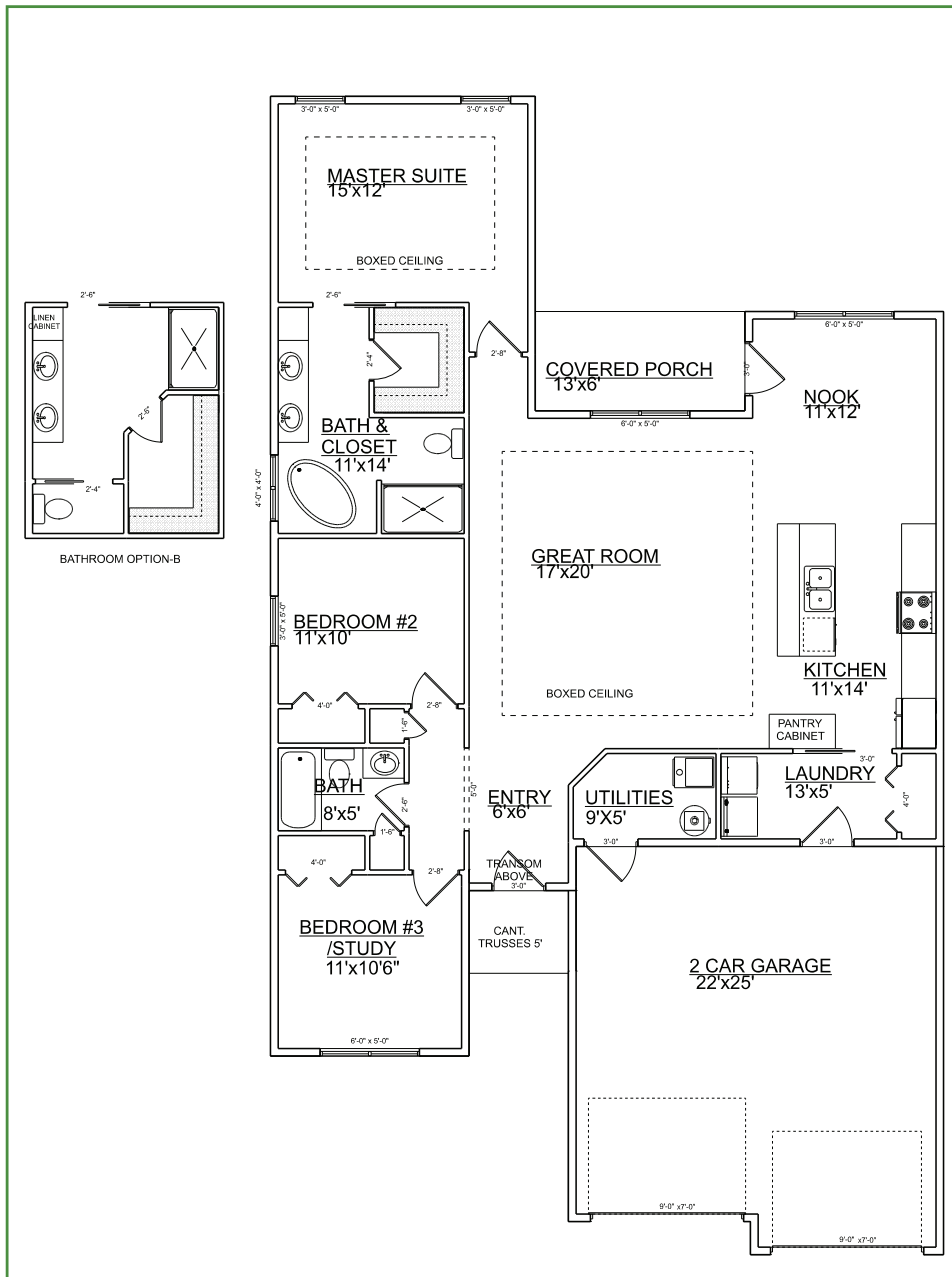 3'-0" x 5'-0"
3'-0" x 5'-0"
MASTER SUITE
15'x12'
BOXED CEILING
2'-6"
2'-6"
LINEN
CABINET
2'-6"
2'-4"
BATHROOM OPTION-B
2'-4"
2'-8"
COVERED PORCH
13'x6'
3'-0"
6'-0" x 5'-0"
6'-0" x 5'-0"
NOOK
11'x12'
BATH &
CLOSET
11'x14'
4'-0" x 4'-0"
GREAT ROOM
17'x20'
BOXED CEILING
BEDROOM #2
11'x10'
3'-0" x 5'-0"
KITCHEN
11'x14'
4'-0"
2'-8"
1'-6"
PANTRY
CABINET
3'-0"
BATH
8'x5'
2'-6"
5'-0"
ENTRY
6'x6'
UTILITIES
9'X5'
LAUNDRY
13'x5'
4'-0"
1'-6"
4'-0"
2'-8"
TRANSOM
ABOVE
3'-0"
3'-0"
3'-0"
BEDROOM #3
/STUDY
11'x10'6"
CANT.
TRUSSES 5'
2 CAR GARAGE
22'x25'
6'-0" x 5'-0"
9'-0" x7'-0"
9'-0" x7'-0"